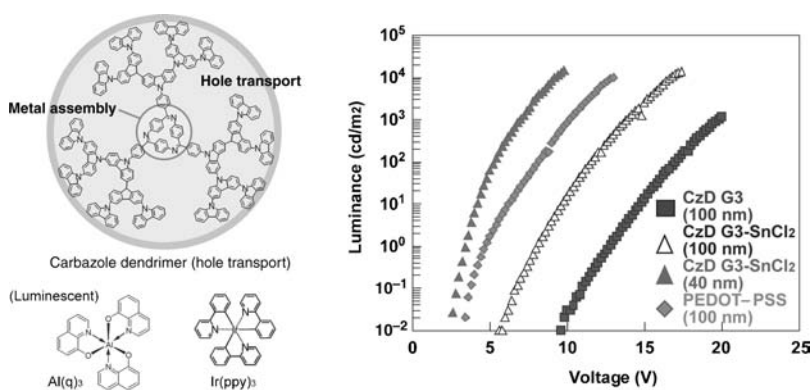 Hole transport
Metal assembly
Carbazole dendrimer (hole transport)
(Luminescent)
Al(q)₃
Ir(ppy)₃
Luminance (cd/m²)
10⁵
10⁴
10³
10²
10¹
10⁰
10⁻¹
10⁻²
0
5
10
15
20
25
Voltage (V)
CzD G3
(100 nm)
CzD G3-SnCl₂
(100 nm)
CzD G3-SnCl₂
(40 nm)
PEDOT–PSS
(100 nm)